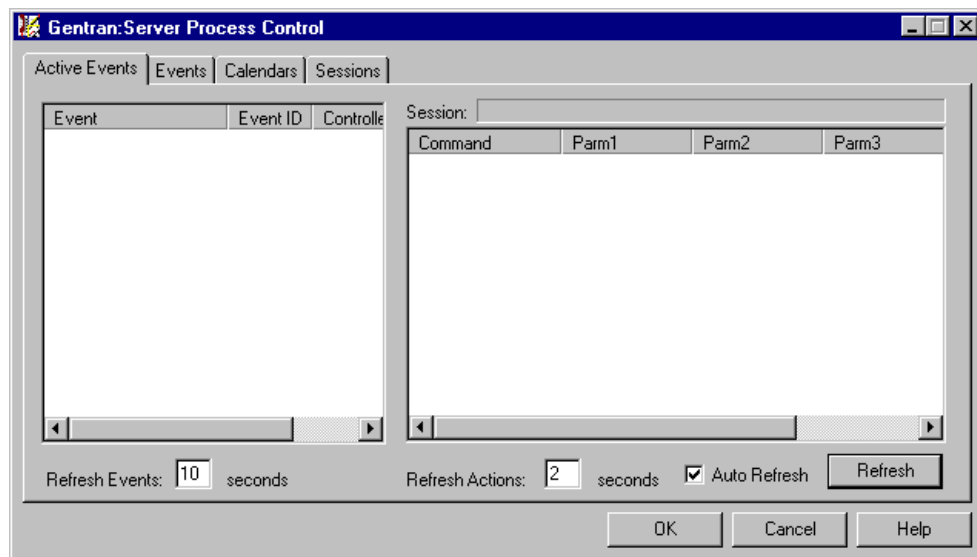 Gentran:Server Process Control
Active Events Events Calendars Sessions
Session:
Event Event ID Controlle
Command Parm1 Parm2 Parm3
Refresh Events: 10 seconds
Refresh Actions: 2 seconds Auto Refresh Refresh
OK Cancel Help